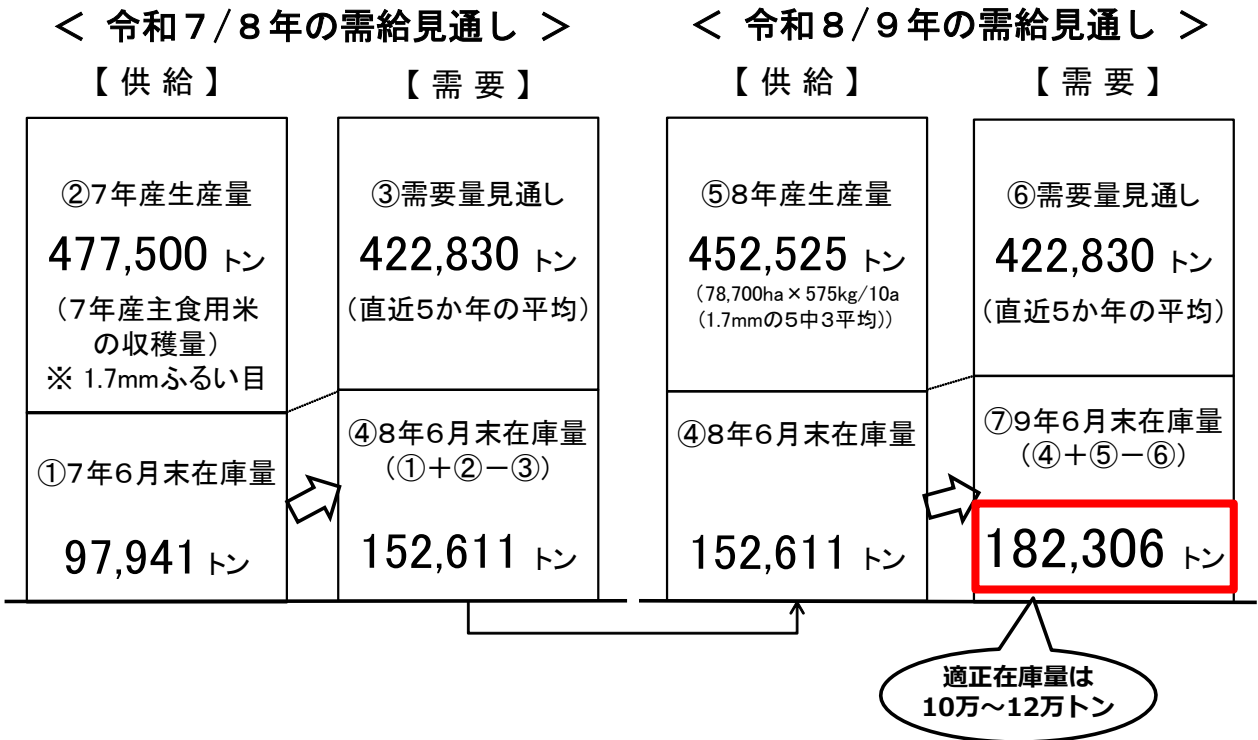 ＜ 令和７/８年の需給見通し ＞
【 供 給 】
【 需 要 】
②７年産生産量
477,500 トン
（７年産主食用米
の収穫量）
※ 1.7mmふるい目
①７年６月末在庫量
97,941 トン
③需要量見通し
422,830 トン
（直近５か年の平均）
④８年６月末在庫量
（①＋②－③）
152,611 トン
＜ 令和８/９年の需給見通し ＞
【 供 給 】
【 需 要 】
⑤８年産生産量
452,525 トン
（78,700ha×575kg/10a
（1.7mmの５中３平均））
④８年６月末在庫量
152,611 トン
⑥需要量見通し
422,830 トン
（直近５か年の平均）
⑦９年６月末在庫量
（④＋⑤－⑥）
182,306 トン
適正在庫量は
10万～12万トン